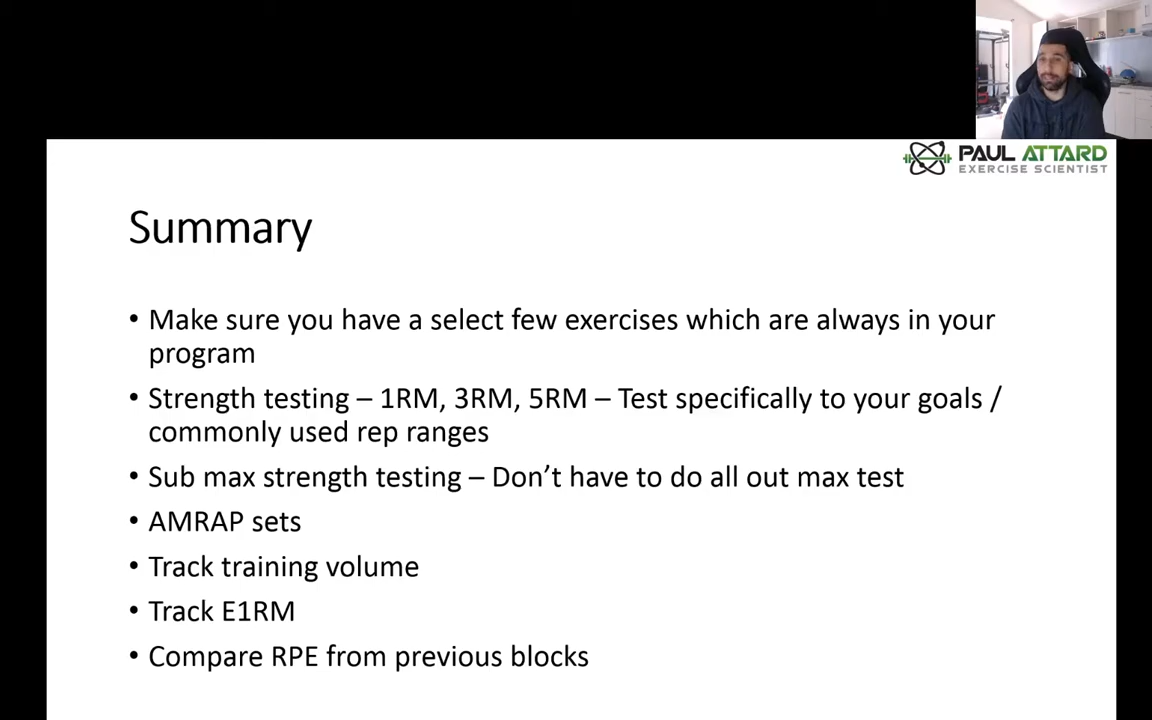 PAUL ATTARD
EXERCISE SCIENTIST
Summary
• Make sure you have a select few exercises which are always in your
program
• Strength testing – 1RM, 3RM, 5RM – Test specifically to your goals /
commonly used rep ranges
• Sub max strength testing – Don’t have to do all out max test
• AMRAP sets
• Track training volume
• Track E1RM
• Compare RPE from previous blocks